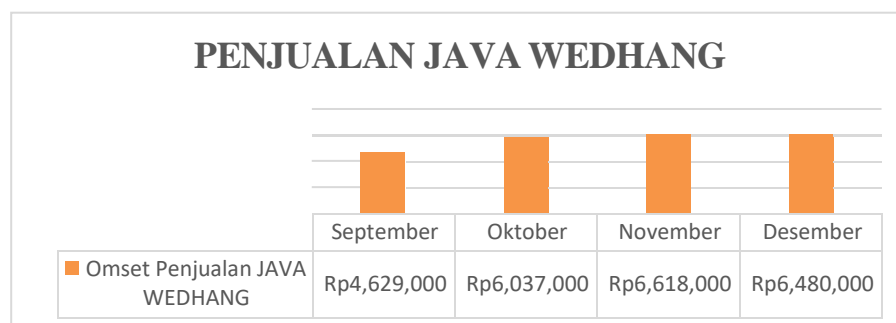 PENJUALAN JAVA WEDHANG
September Oktober November Desember
Omset Penjualan JAVA
WEDHANG
Rp4,629,000 Rp6,037,000 Rp6,618,000 Rp6,480,000